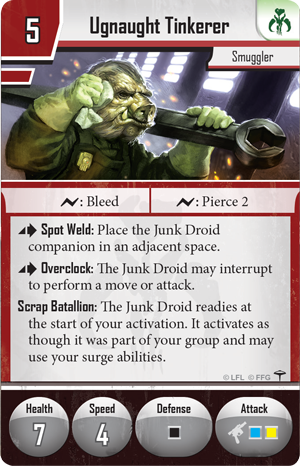 5
Ugnaught Tinkerer
Smuggler
: Bleed
: Pierce 2
Spot Weld: Place the Junk Droid
companion in an adjacent space.
Overclock: The Junk Droid may interrupt
to perform a move or attack.
Scrap Batallion: The Junk Droid readies at
the start of your activation. It activates as
though it was part of your group and may
use your surge abilities.
© LFL © FFG
Health
7
Speed
4
Defense
Attack